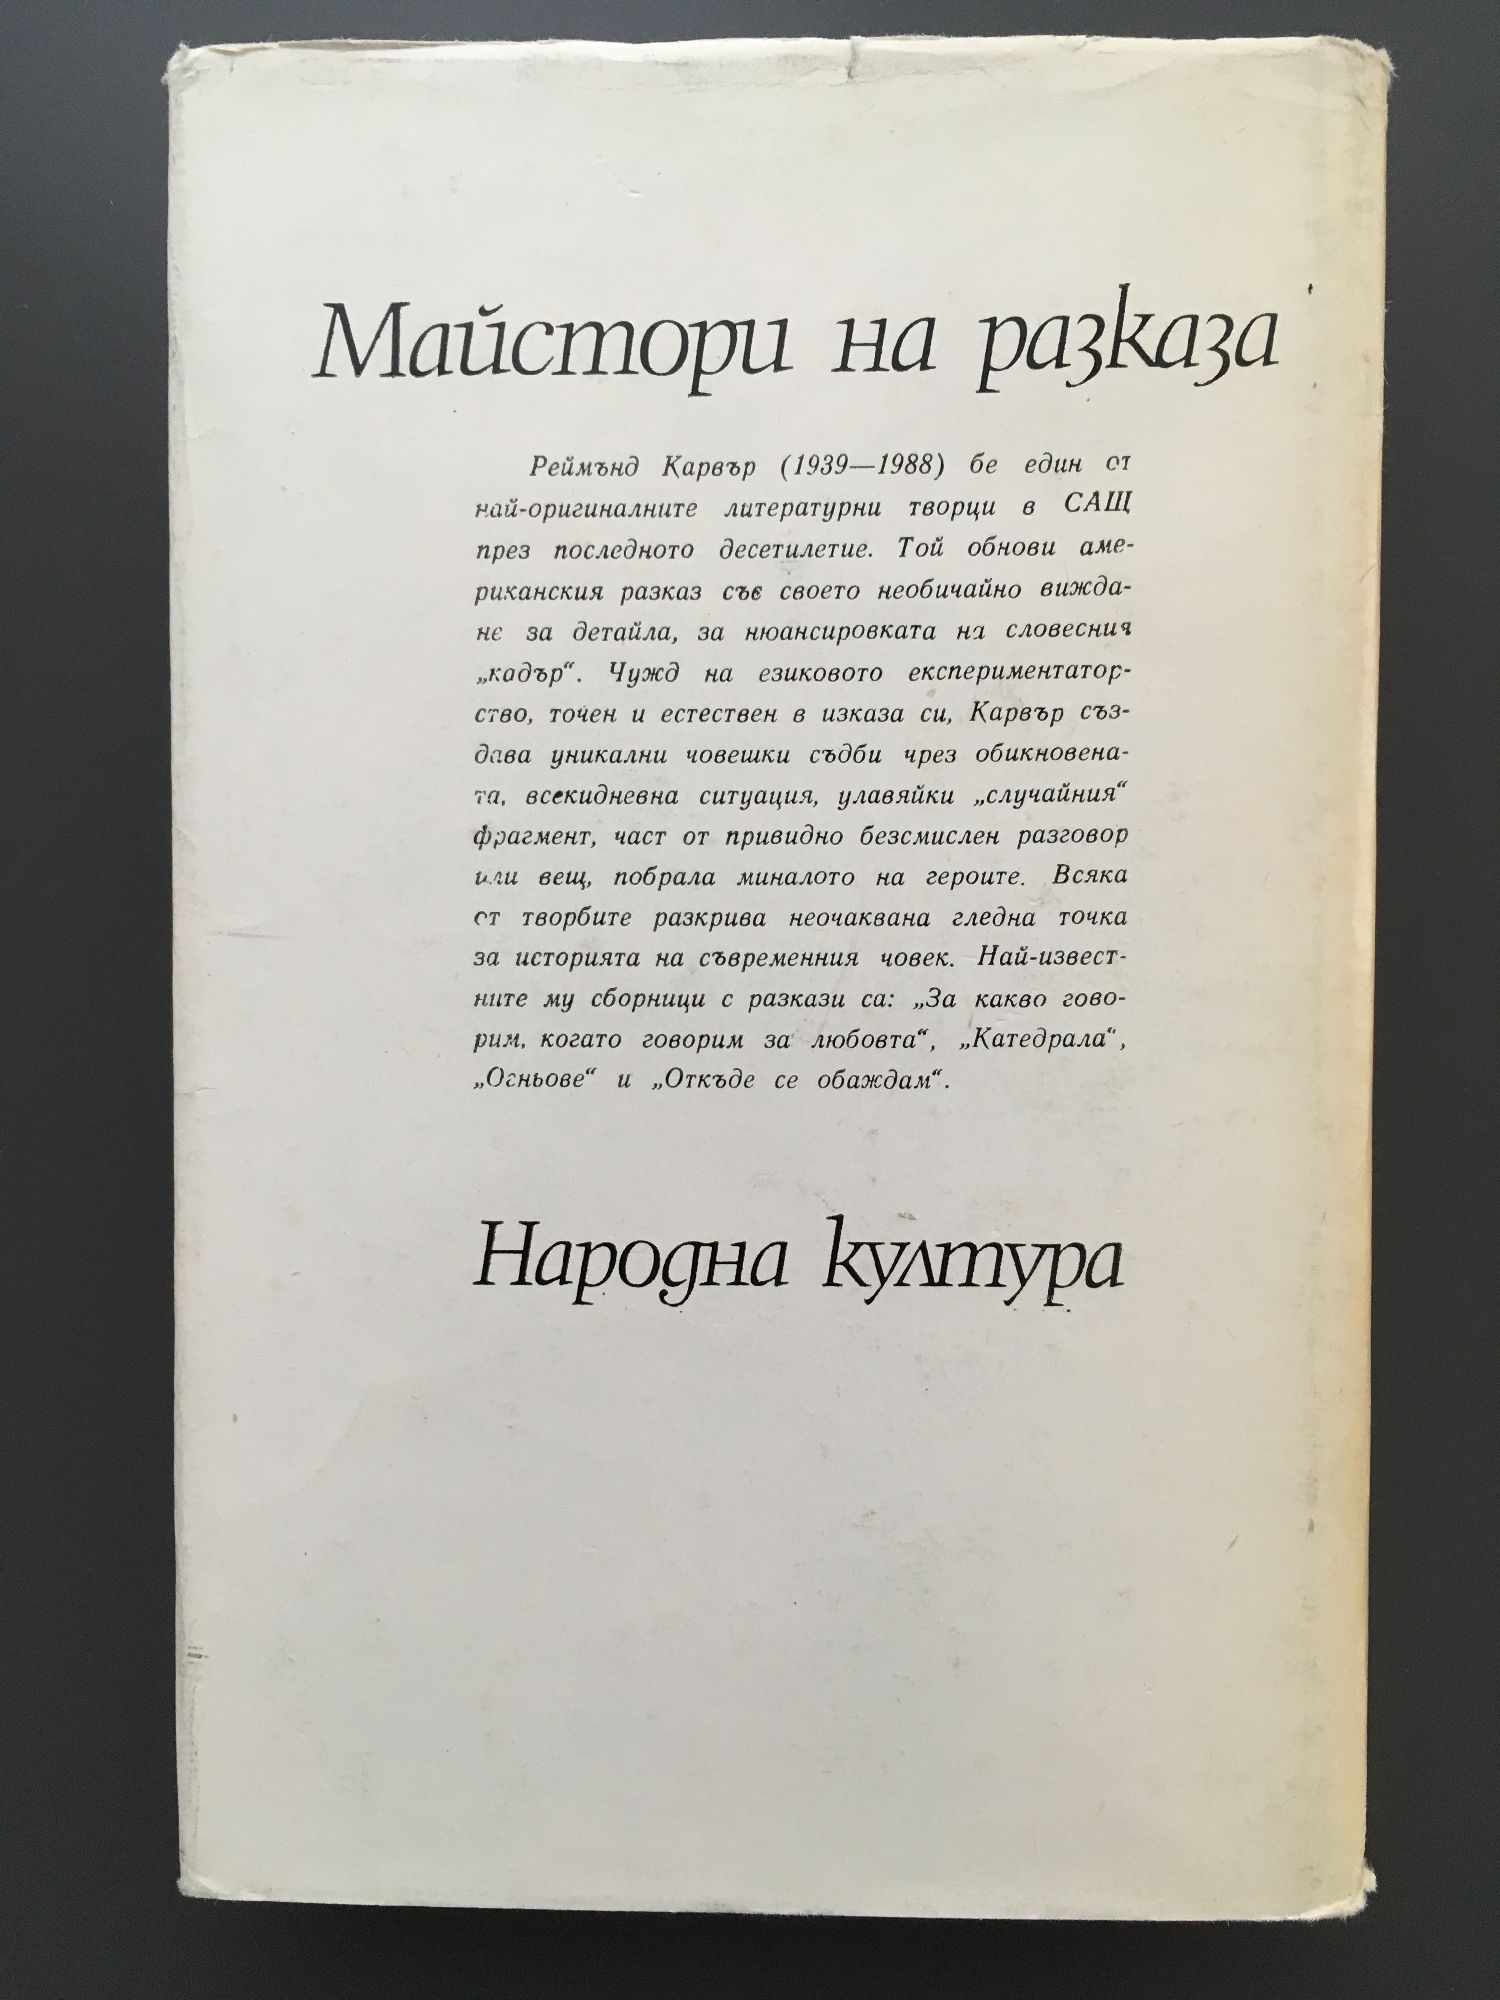 Майстори на разказа
Реймънд Карвър (1939—1988) бе един от
най-оригиналните литературни творци в САЩ
през последното десетилетие. Той обнови аме-
риканския разказ със своето необичайно вижда-
не за детайла, за нюансировката на словесния
„кадър“. Чужд на езиковото експериментатор-
ство, точен и естествен в изказа си, Карвър съз-
дава уникални човешки съдби чрез обикновена-
та, всекидневна ситуация, улавяйки „случайния“
фрагмент, част от привидно безсмислен разговор
или вещ, побрала миналото на героите. Всяка
от творбите разкрива неочаквана гледна точка
за историята на съвременния човек. Най-извест-
ните му сборници с разкази са: „За какво гово-
рим, когато говорим за любовта“, „Катедрала“,
„Огньове“ и „Откъде се обаждам“.
Народна култура